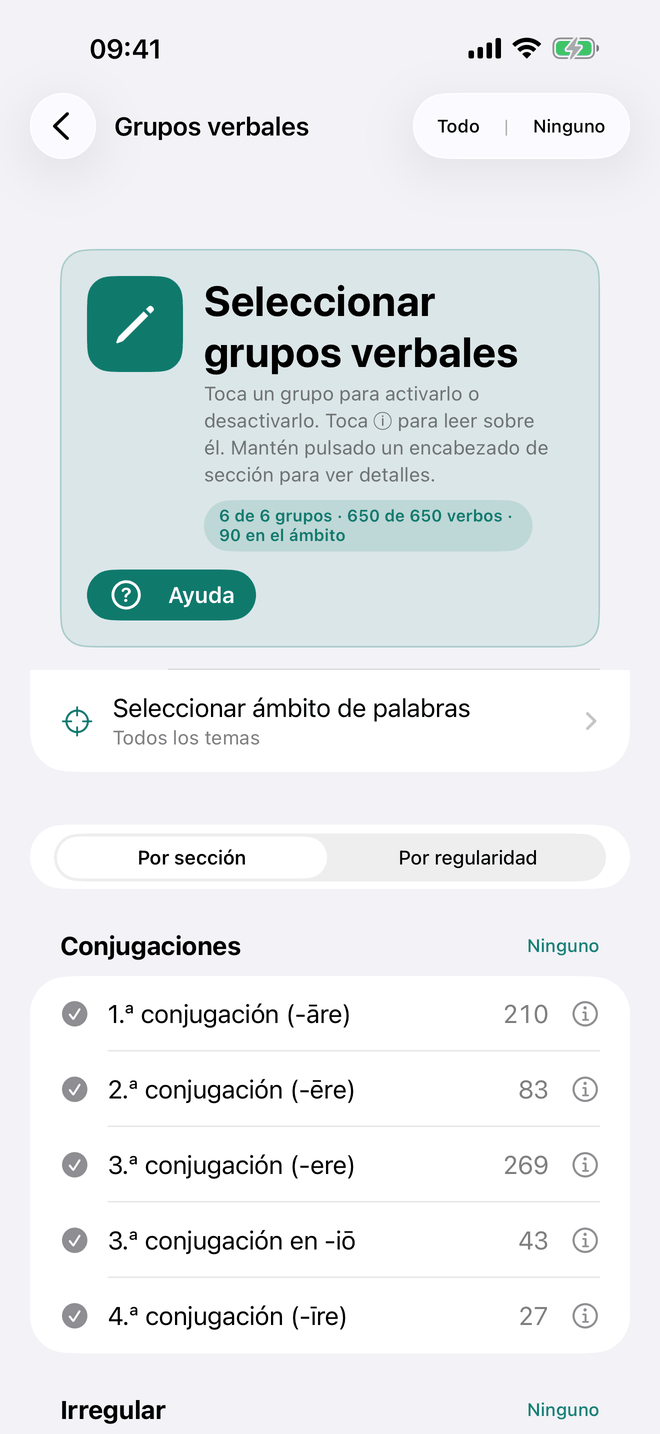 09:41
Grupos verbales
Todo | Ninguno
Seleccionar
grupos verbales
Toca un grupo para activarlo o
desactivarlo. Toca ⓘ para leer sobre
él. Mantén pulsado un encabezado de
sección para ver detalles.
6 de 6 grupos · 650 de 650 verbos ·
90 en el ámbito
Ayuda
Seleccionar ámbito de palabras
Todos los temas
Por sección
Por regularidad
Conjugaciones
Ninguno
1.ª conjugación (-āre) 210
2.ª conjugación (-ēre) 83
3.ª conjugación (-ere) 269
3.ª conjugación en -iō 43
4.ª conjugación (-īre) 27
Irregular
Ninguno